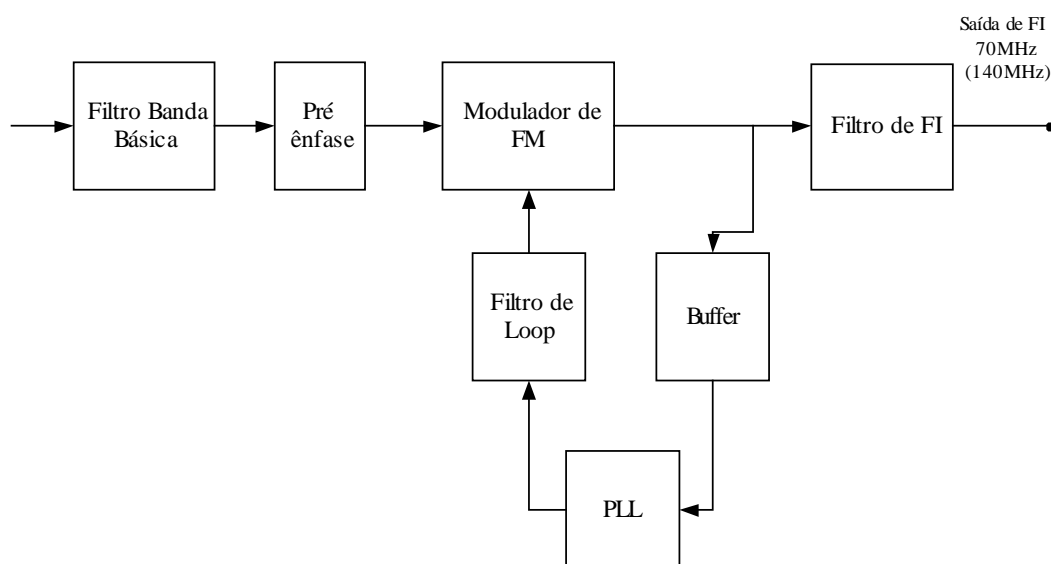 Saída de FI
70MHz
(140MHz)
Filtro Banda
Básica
Pré
ênfase
Modulador de
FM
Filtro de FI
Filtro de
Loop
Buffer
PLL